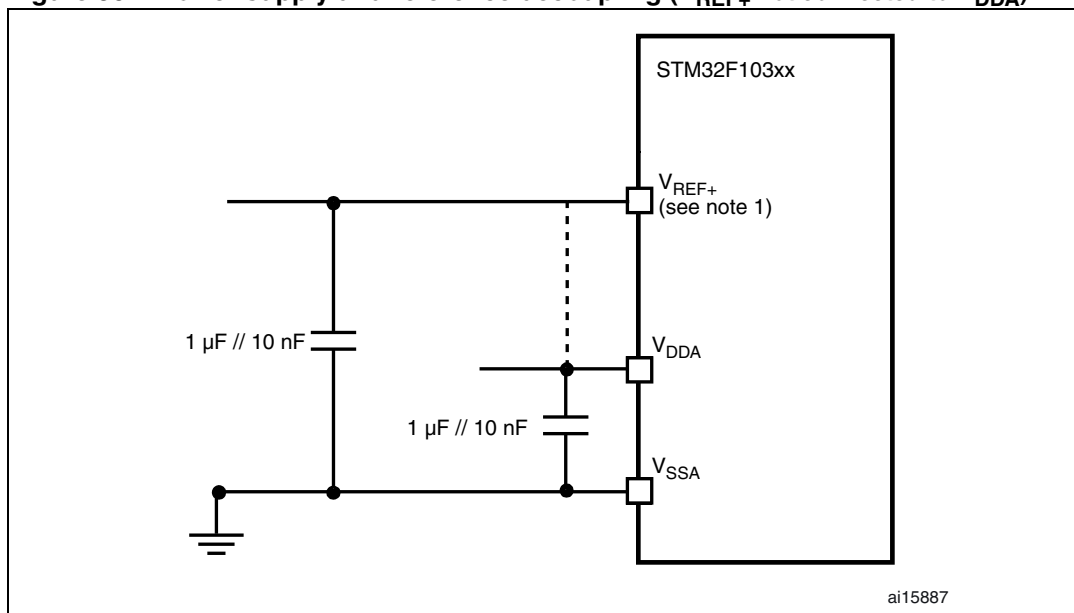 STM32F103xx
VREF+
(see note 1)
1 µF // 10 nF
VDDA
1 µF // 10 nF
VSSA
ai15887